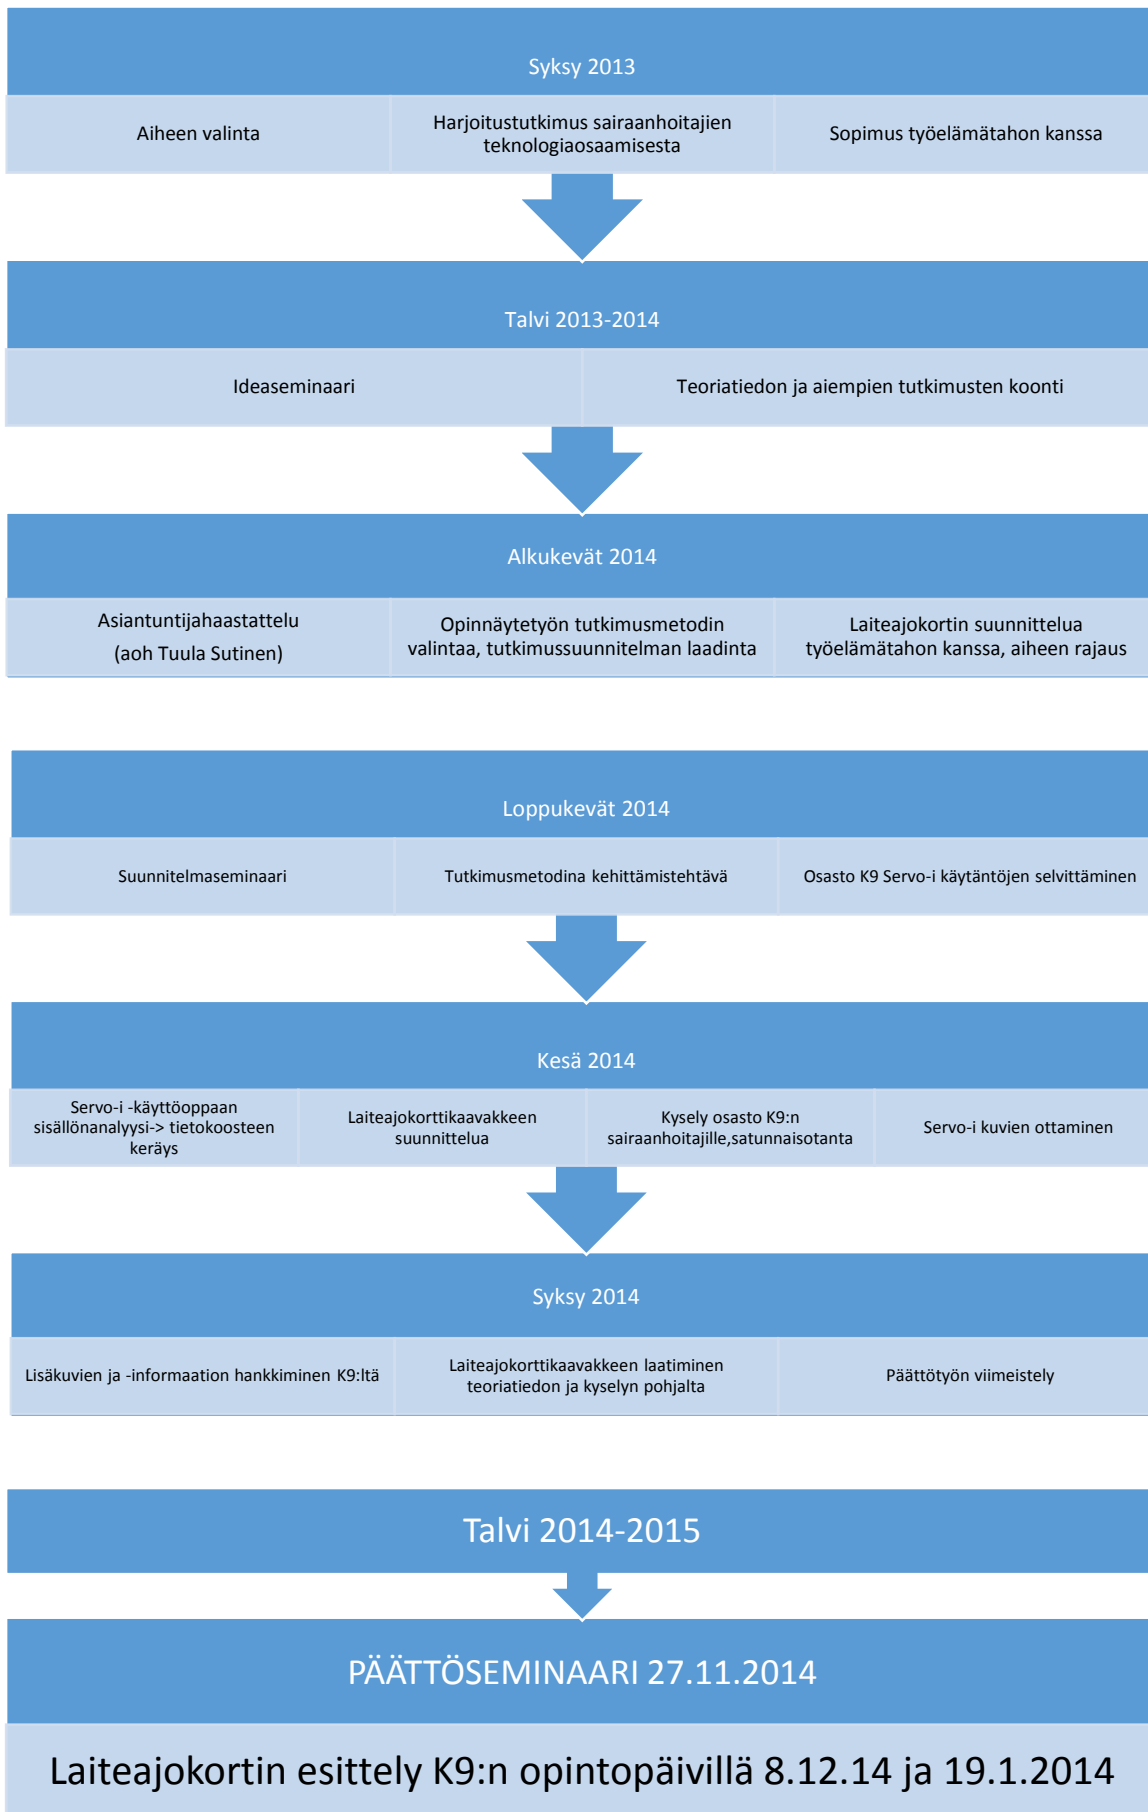 Syksy 2013
Aiheen valinta
Harjoitustutkimus sairaanhoitajien
teknologiaosaamisesta
Sopimus työelämätahon kanssa
Talvi 2013-2014
Ideaseminaari
Teoriatiedon ja aiempien tutkimusten koonti
Alkukevät 2014
Asiantuntijahaastattelu
(aoh Tuula Sutinen)
Opinnäytetyön tutkimusmetodin
valintaa, tutkimussuunnitelman laadinta
Laiteajokortin suunnittelua
työelämätahon kanssa, aiheen rajaus
Loppukevät 2014
Suunnitelmaseminaari
Tutkimusmetodina kehittämistehtävä
Osasto K9 Servo-i käytäntöjen selvittäminen
Kesä 2014
Servo-i -käyttöoppaan
sisällönanalyysi-> tietokoosteen
keräys
Laiteajokorttikaavakkeen
suunnittelua
Kysely osasto K9:n
sairaanhoitajille,satunnaisotanta
Servo-i kuvien ottaminen
Syksy 2014
Lisäkuvien ja -informaation hankkiminen K9:ltä
Laiteajokorttikaavakkeen laatiminen
teoriatiedon ja kyselyn pohjalta
Päättötyön viimeistely
Talvi 2014-2015
PÄÄTTÖSEMINAARI 27.11.2014
Laiteajokortin esittely K9:n opintopäivillä 8.12.14 ja 19.1.2014